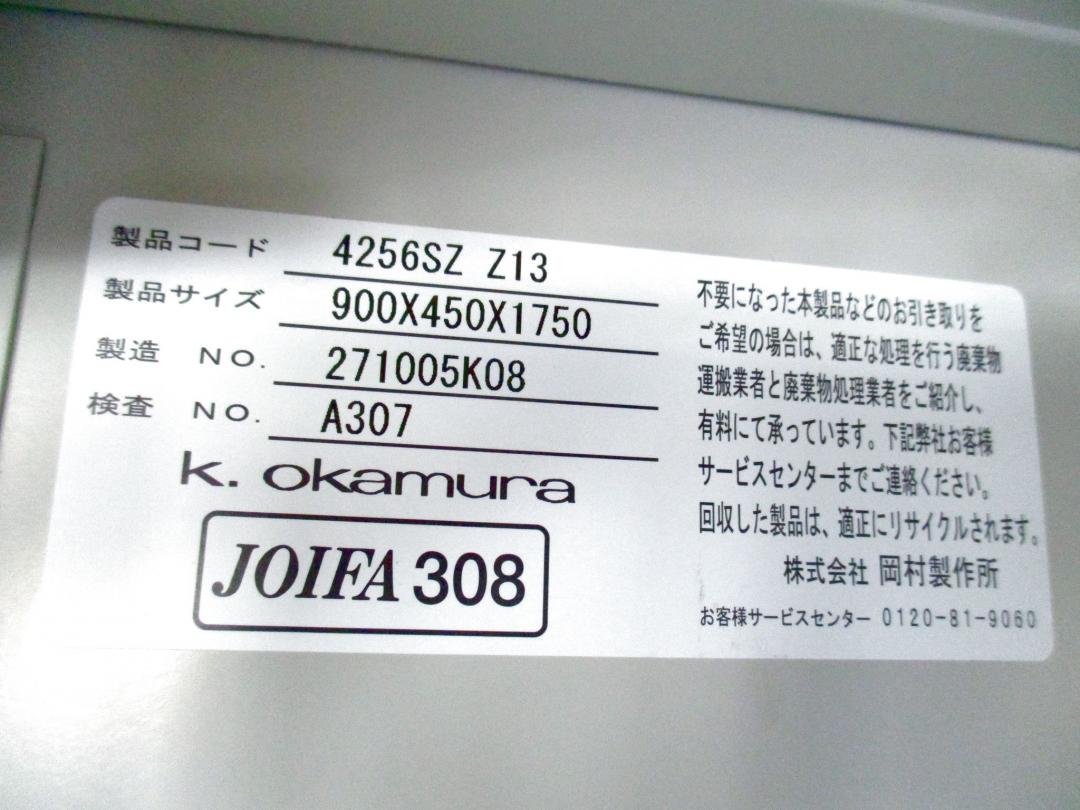 製品コード 4256SZ Z13
製品サイズ 900X450X1750
製造 NO. 271005K08
検査 NO. A307
k. okamura
JOIFA 308
不要になった本製品などのお引き取りを
ご希望の場合は、適正な処理を行う廃棄物
運搬業者と廃棄物処理業者をご紹介し、
有料にて承っています。下記弊社お客様
サービスセンターまでご連絡ください。
回収した製品は、適正にリサイクルされます。
株式会社 岡村製作所
お客様サービスセンター 0120-81-9060